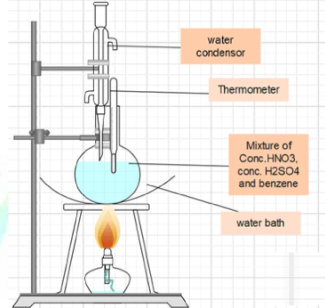 water
condensor
Thermometer
Mixture of
Conc.HNO3,
conc. H2SO4
and benzene
water bath